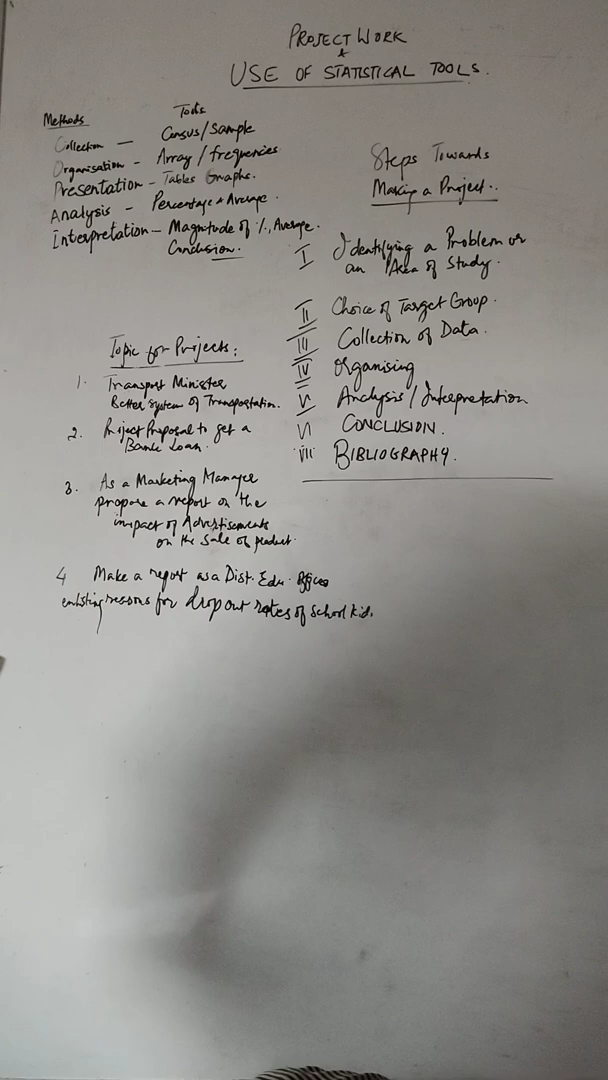 PROJECT WORK
&
USE OF STATISTICAL TOOLS.
Methods Tools
Collection — Census/Sample
Organisation - Array / frequencies
Presentation - Tables Graphs.
Analysis - Percentage & Average.
Interpretation - Magnitude of %, Average.
Conclusion.
Topic for Projects:
1. Transport Minister
Better System of Transportation.
2. Project Proposal to get a
Bank Loan.
3. As a Marketing Manager
propose a report on the
impact of Advertisements
on the sale of product.
4 Make a report as a Dist. Edu. Officer
enlisting reasons for drop out rates of school kid.
Steps Towards
Making a Project.
I Identifying a Problem or
an Area of Study.
II Choice of Target Group.
III Collection of Data.
IV Organising
V Analysis / Interpretation
VI CONCLUSION.
VII BIBLIOGRAPHY.